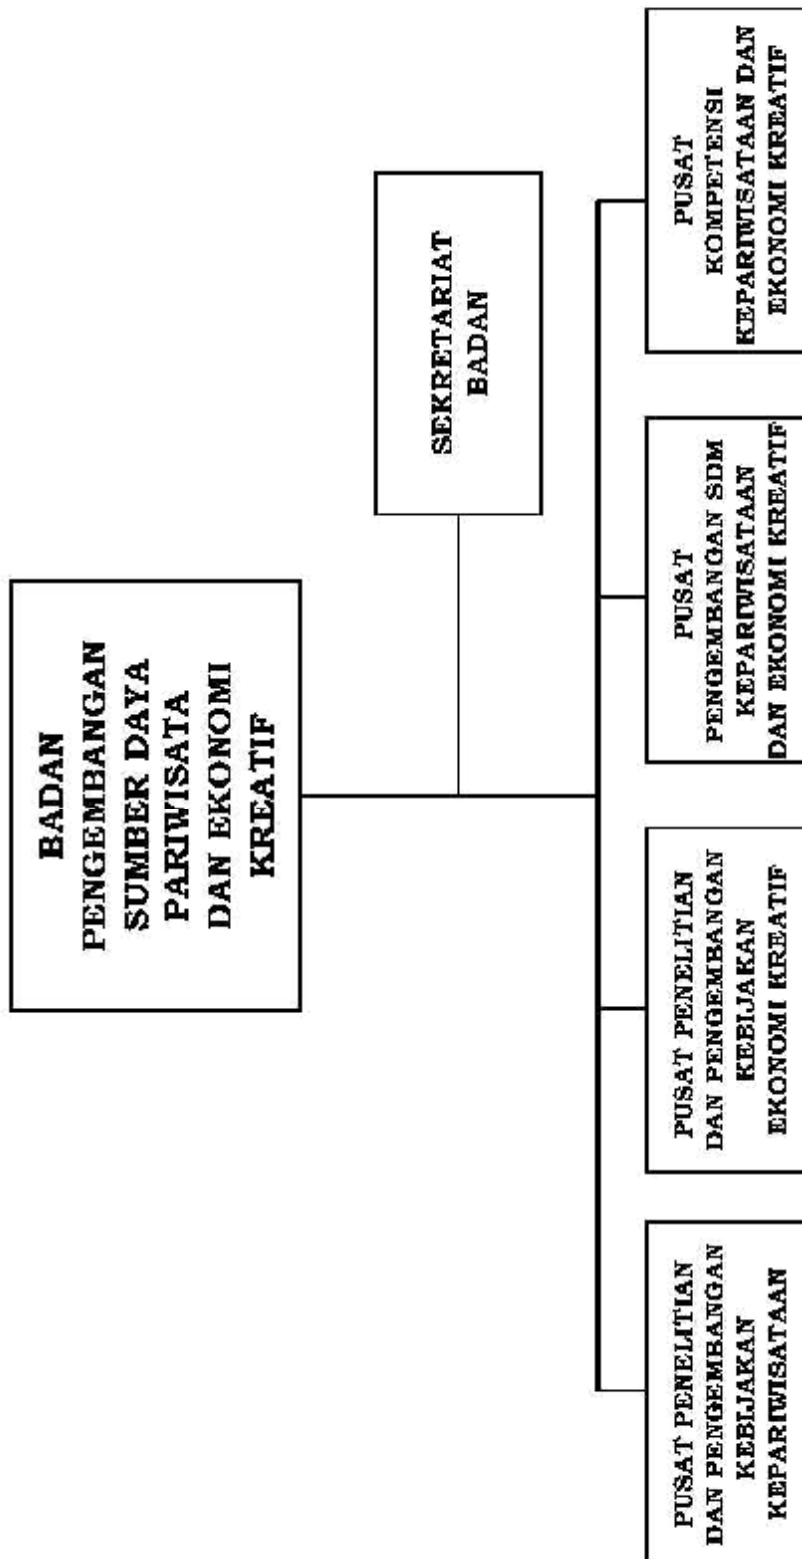 BADAN
PENGEMBANGAN
SUMBER DAYA
PARIWISATA
DAN EKONOMI
KREATIF
SEKRETARIAT
BADAN
PUSAT PENELITIAN
DAN PENGEMBANGAN
KEBIJAKAN
KEPARIWISATAAN
PUSAT PENELITIAN
DAN PENGEMBANGAN
KEBIJAKAN
EKONOMI KREATIF
PUSAT
PENGEMBANGAN SDM
KEPARIWISATAAN
DAN EKONOMI KREATIF
PUSAT
KOMPETENSI
KEPARIWISATAAN DAN
EKONOMI KREATIF